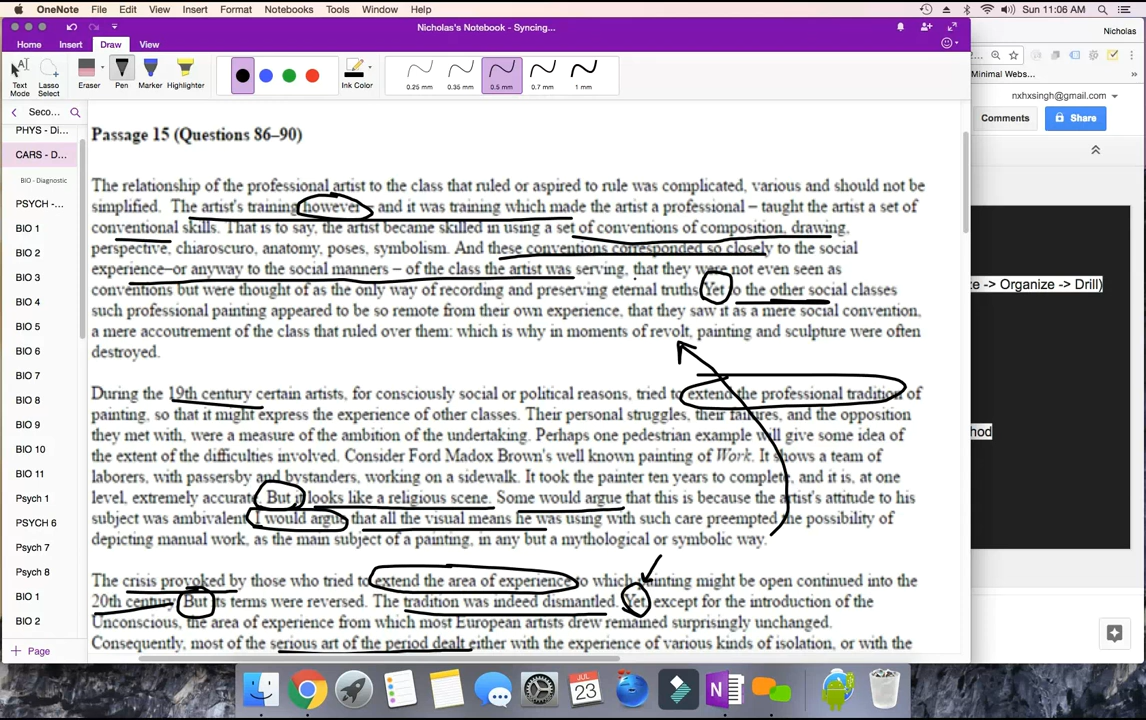 OneNote File Edit View Insert Format Notebooks Tools Window Help Sun 11:06 AM
Nicholas's Notebook - Syncing...
Nicholas
Home Insert Draw View
Minimal Webs...
Text Mode
Lasso Select
Eraser
Pen
Marker
Highlighter
Ink Color
0.25 mm 0.35 mm 0.5 mm 0.7 mm 1 mm
nxhxsingh@gmail.com
Comments
Share
Seco...
PHYS - Di...
CARS - D...
BIO - Diagnostic
PSYCH -...
BIO 1
BIO 2
BIO 3
BIO 4
BIO 5
BIO 6
BIO 7
BIO 8
BIO 9
BIO 10
BIO 11
Psych 1
PSYCH 6
Psych 7
Psych 8
BIO 1
BIO 2
+ Page
Passage 15 (Questions 86–90)
The relationship of the professional artist to the class that ruled or aspired to rule was complicated, various and should not be
simplified. The artist's training however – and it was training which made the artist a professional – taught the artist a set of
conventional skills. That is to say, the artist became skilled in using a set of conventions of composition, drawing,
perspective, chiaroscuro, anatomy, poses, symbolism. And these conventions corresponded so closely to the social
experience–or anyway to the social manners – of the class the artist was serving, that they were not even seen as
conventions but were thought of as the only way of recording and preserving eternal truths. Yet to the other social classes
such professional painting appeared to be so remote from their own experience, that they saw it as a mere social convention,
a mere accoutrement of the class that ruled over them: which is why in moments of revolt, painting and sculpture were often
destroyed.
During the 19th century certain artists, for consciously social or political reasons, tried to extend the professional tradition of
painting, so that it might express the experience of other classes. Their personal struggles, their failures, and the opposition
they met with, were a measure of the ambition of the undertaking. Perhaps one pedestrian example will give some idea of
the extent of the difficulties involved. Consider Ford Madox Brown's well known painting of Work. It shows a team of
laborers, with passersby and bystanders, working on a sidewalk. It took the painter ten years to complete, and it is, at one
level, extremely accurate. But it looks like a religious scene. Some would argue that this is because the artist's attitude to his
subject was ambivalent. I would argue that all the visual means he was using with such care preempted the possibility of
depicting manual work, as the main subject of a painting, in any but a mythological or symbolic way.
The crisis provoked by those who tried to extend the area of experience to which painting might be open continued into the
20th century. But its terms were reversed. The tradition was indeed dismantled. Yet, except for the introduction of the
Unconscious, the area of experience from which most European artists drew remained surprisingly unchanged.
Consequently, most of the serious art of the period dealt either with the experience of various kinds of isolation, or with the
-> Organize -> Drill)
JUL
23